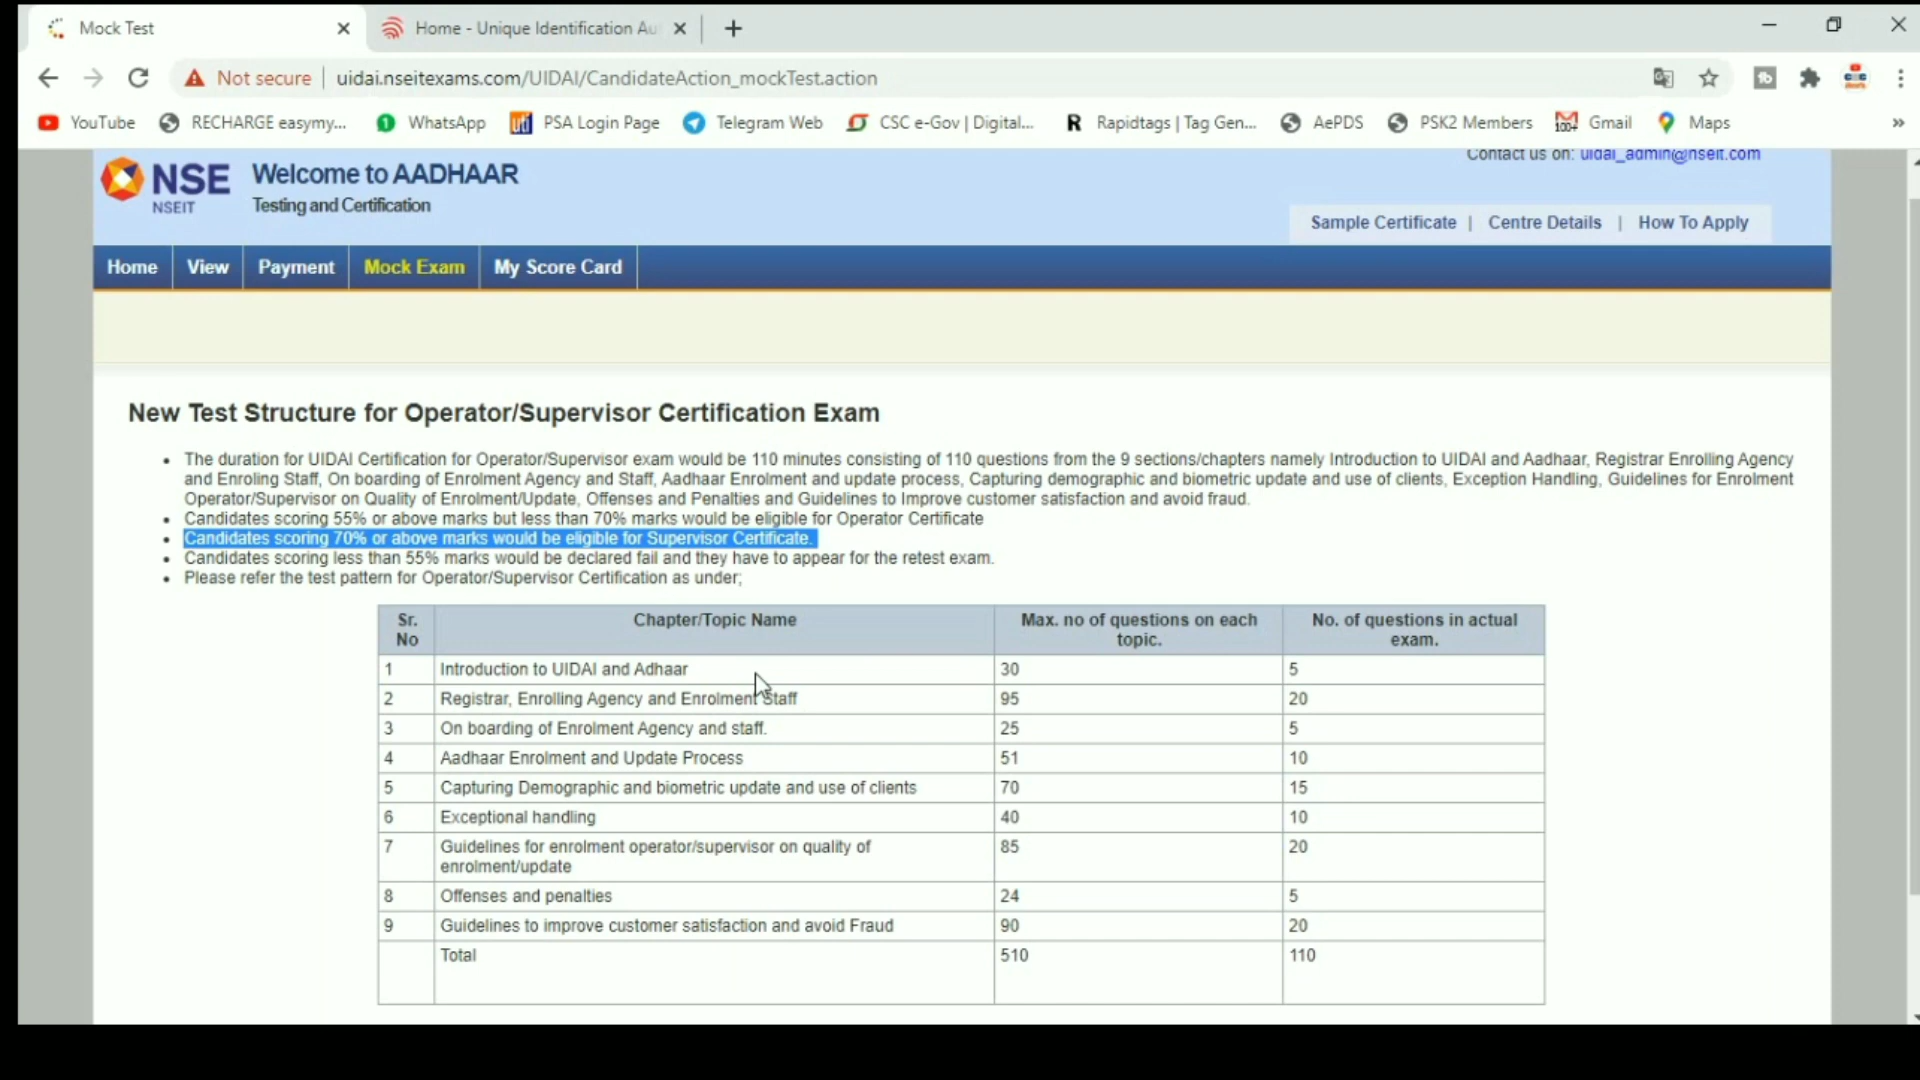 Mock Test
Home - Unique Identification Au
Not secure
uidai.nseitexams.com/UIDAI/CandidateAction_mockTest.action
YouTube
RECHARGE easymy...
WhatsApp
PSA Login Page
Telegram Web
CSC e-Gov | Digital...
Rapidtags | Tag Gen...
AePDS
PSK2 Members
Gmail
Maps
»
Contact us on: uidai_admin@nseit.com
NSE
NSEIT
Welcome to AADHAAR
Testing and Certification
Sample Certificate | Centre Details | How To Apply
Home
View
Payment
Mock Exam
My Score Card
New Test Structure for Operator/Supervisor Certification Exam
• The duration for UIDAI Certification for Operator/Supervisor exam would be 110 minutes consisting of 110 questions from the 9 sections/chapters namely Introduction to UIDAI and Aadhaar, Registrar Enrolling Agency
and Enroling Staff, On boarding of Enrolment Agency and Staff, Aadhaar Enrolment and update process, Capturing demographic and biometric update and use of clients, Exception Handling, Guidelines for Enrolment
Operator/Supervisor on Quality of Enrolment/Update, Offenses and Penalties and Guidelines to Improve customer satisfaction and avoid fraud.
• Candidates scoring 55% or above marks but less than 70% marks would be eligible for Operator Certificate
• Candidates scoring 70% or above marks would be eligible for Supervisor Certificate.
• Candidates scoring less than 55% marks would be declared fail and they have to appear for the retest exam.
• Please refer the test pattern for Operator/Supervisor Certification as under;
Sr. No Chapter/Topic Name Max. no of questions on each topic. No. of questions in actual exam.
1 Introduction to UIDAI and Adhaar 30 5
2 Registrar, Enrolling Agency and Enrolment Staff 95 20
3 On boarding of Enrolment Agency and staff. 25 5
4 Aadhaar Enrolment and Update Process 51 10
5 Capturing Demographic and biometric update and use of clients 70 15
6 Exceptional handling 40 10
7 Guidelines for enrolment operator/supervisor on quality of enrolment/update 85 20
8 Offenses and penalties 24 5
9 Guidelines to improve customer satisfaction and avoid Fraud 90 20
Total 510 110